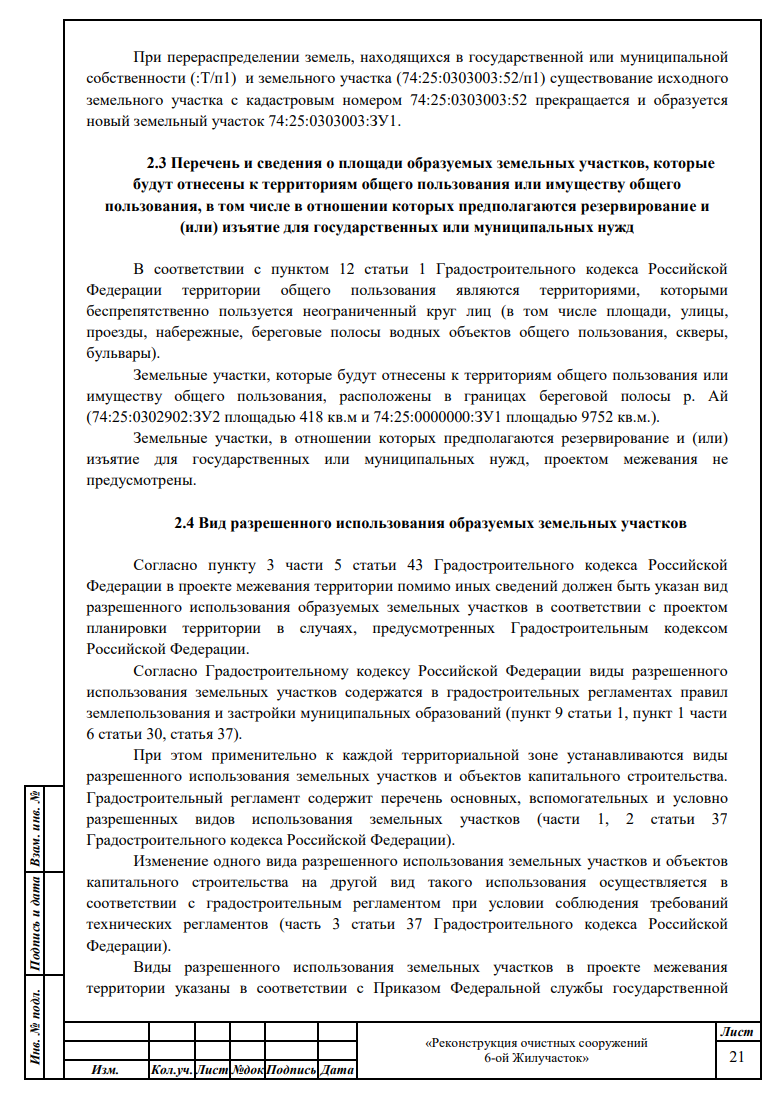 При перераспределении земель, находящихся в государственной или муниципальной
собственности (:Т/п1) и земельного участка (74:25:0303003:52/п1) существование исходного
земельного участка с кадастровым номером 74:25:0303003:52 прекращается и образуется
новый земельный участок 74:25:0303003:ЗУ1.
2.3 Перечень и сведения о площади образуемых земельных участков, которые
будут отнесены к территориям общего пользования или имуществу общего
пользования, в том числе в отношении которых предполагаются резервирование и
(или) изъятие для государственных или муниципальных нужд
В соответствии с пунктом 12 статьи 1 Градостроительного кодекса Российской
Федерации территории общего пользования являются территориями, которыми
беспрепятственно пользуется неограниченный круг лиц (в том числе площади, улицы,
проезды, набережные, береговые полосы водных объектов общего пользования, скверы,
бульвары).
Земельные участки, которые будут отнесены к территориям общего пользования или
имуществу общего пользования, расположены в границах береговой полосы р. Ай
(74:25:0302902:ЗУ2 площадью 418 кв.м и 74:25:0000000:ЗУ1 площадью 9752 кв.м.).
Земельные участки, в отношении которых предполагаются резервирование и (или)
изъятие для государственных или муниципальных нужд, проектом межевания не
предусмотрены.
2.4 Вид разрешенного использования образуемых земельных участков
Согласно пункту 3 части 5 статьи 43 Градостроительного кодекса Российской
Федерации в проекте межевания территории помимо иных сведений должен быть указан вид
разрешенного использования образуемых земельных участков в соответствии с проектом
планировки территории в случаях, предусмотренных Градостроительным кодексом
Российской Федерации.
Согласно Градостроительному кодексу Российской Федерации виды разрешенного
использования земельных участков содержатся в градостроительных регламентах правил
землепользования и застройки муниципальных образований (пункт 9 статьи 1, пункт 1 части
6 статьи 30, статья 37).
При этом применительно к каждой территориальной зоне устанавливаются виды
разрешенного использования земельных участков и объектов капитального строительства.
Градостроительный регламент содержит перечень основных, вспомогательных и условно
разрешенных видов использования земельных участков (части 1, 2 статьи 37
Градостроительного кодекса Российской Федерации).
Изменение одного вида разрешенного использования земельных участков и объектов
капитального строительства на другой вид такого использования осуществляется в
соответствии с градостроительным регламентом при условии соблюдения требований
технических регламентов (часть 3 статьи 37 Градостроительного кодекса Российской
Федерации).
Виды разрешенного использования земельных участков в проекте межевания
территории указаны в соответствии с Приказом Федеральной службы государственной
Взам. инв. №
Подпись и дата
Инв. № подл.
Изм. Кол.уч. Лист №док Подпись Дата
«Реконструкция очистных сооружений
6-ой Жилучасток»
Лист
21